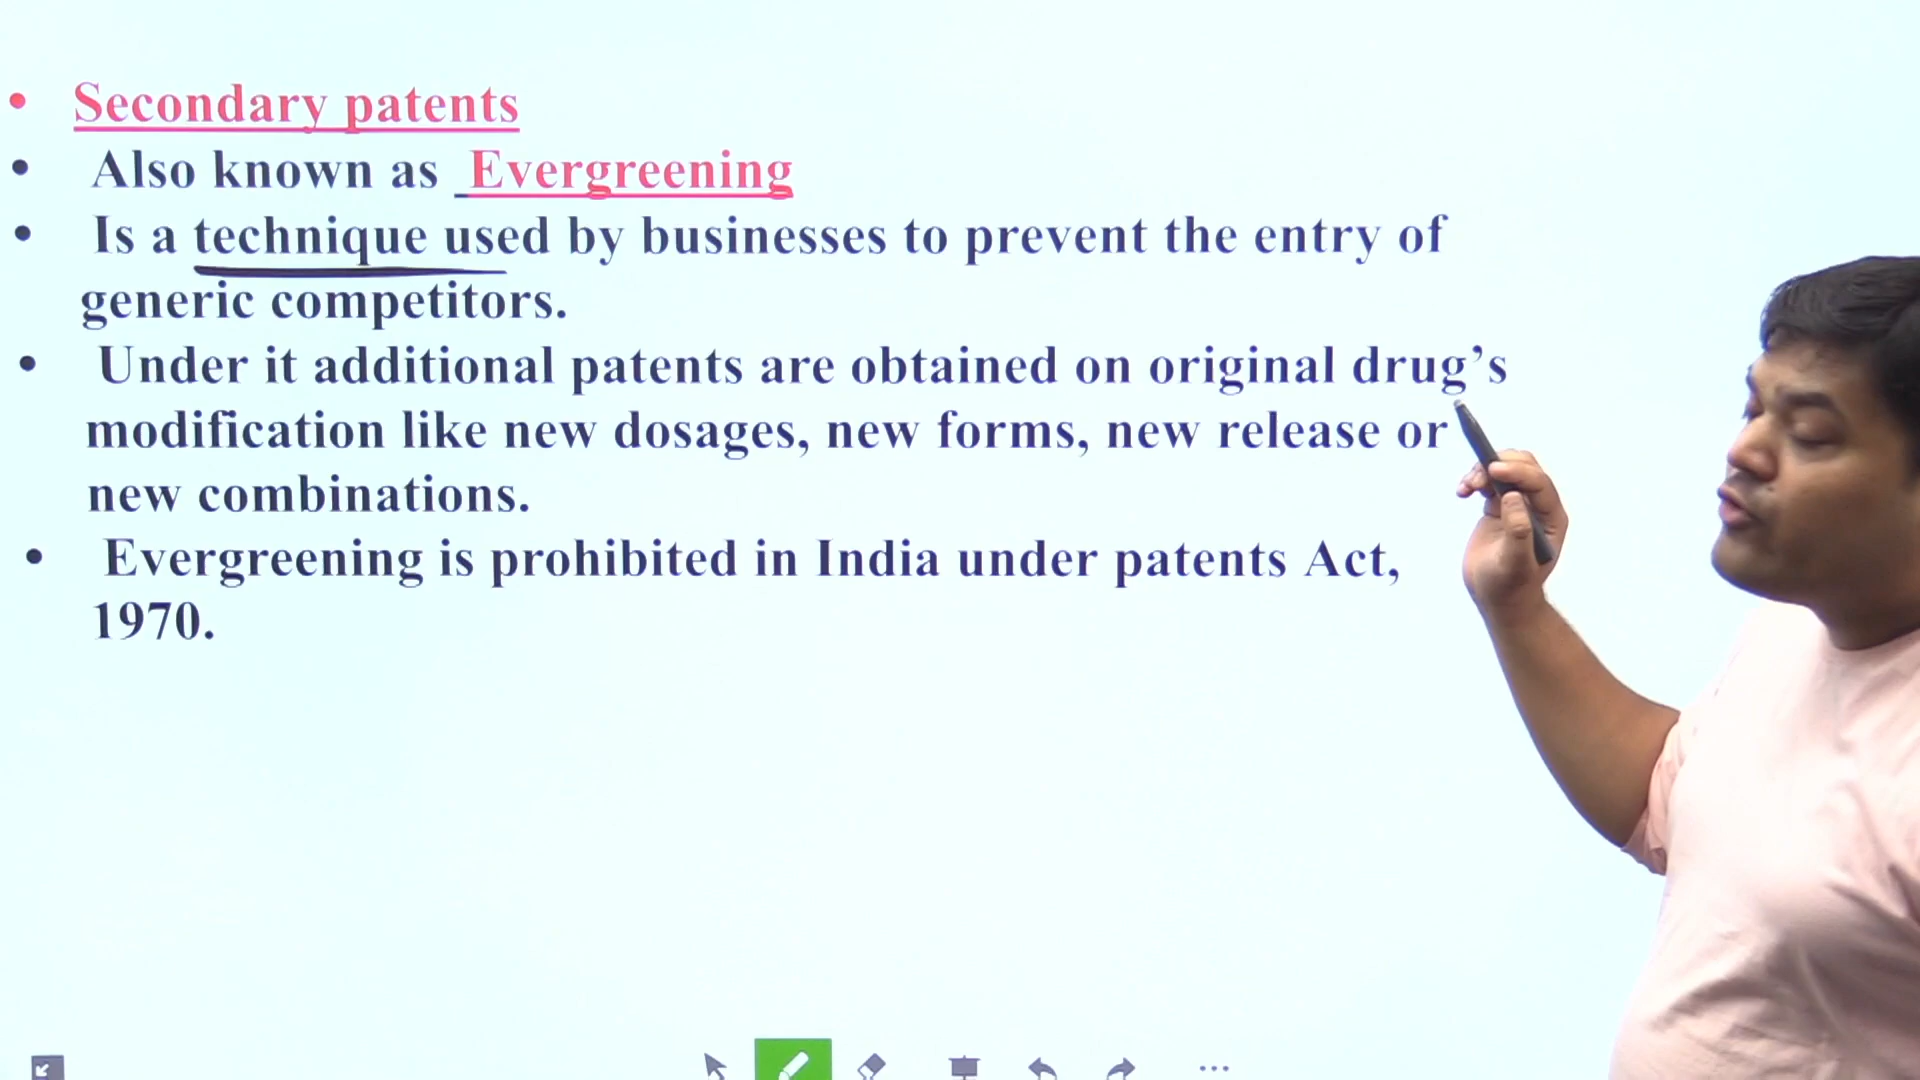 • Secondary patents
• Also known as Evergreening
• Is a technique used by businesses to prevent the entry of
generic competitors.
• Under it additional patents are obtained on original drug’s
modification like new dosages, new forms, new release or
new combinations.
• Evergreening is prohibited in India under patents Act,
1970.